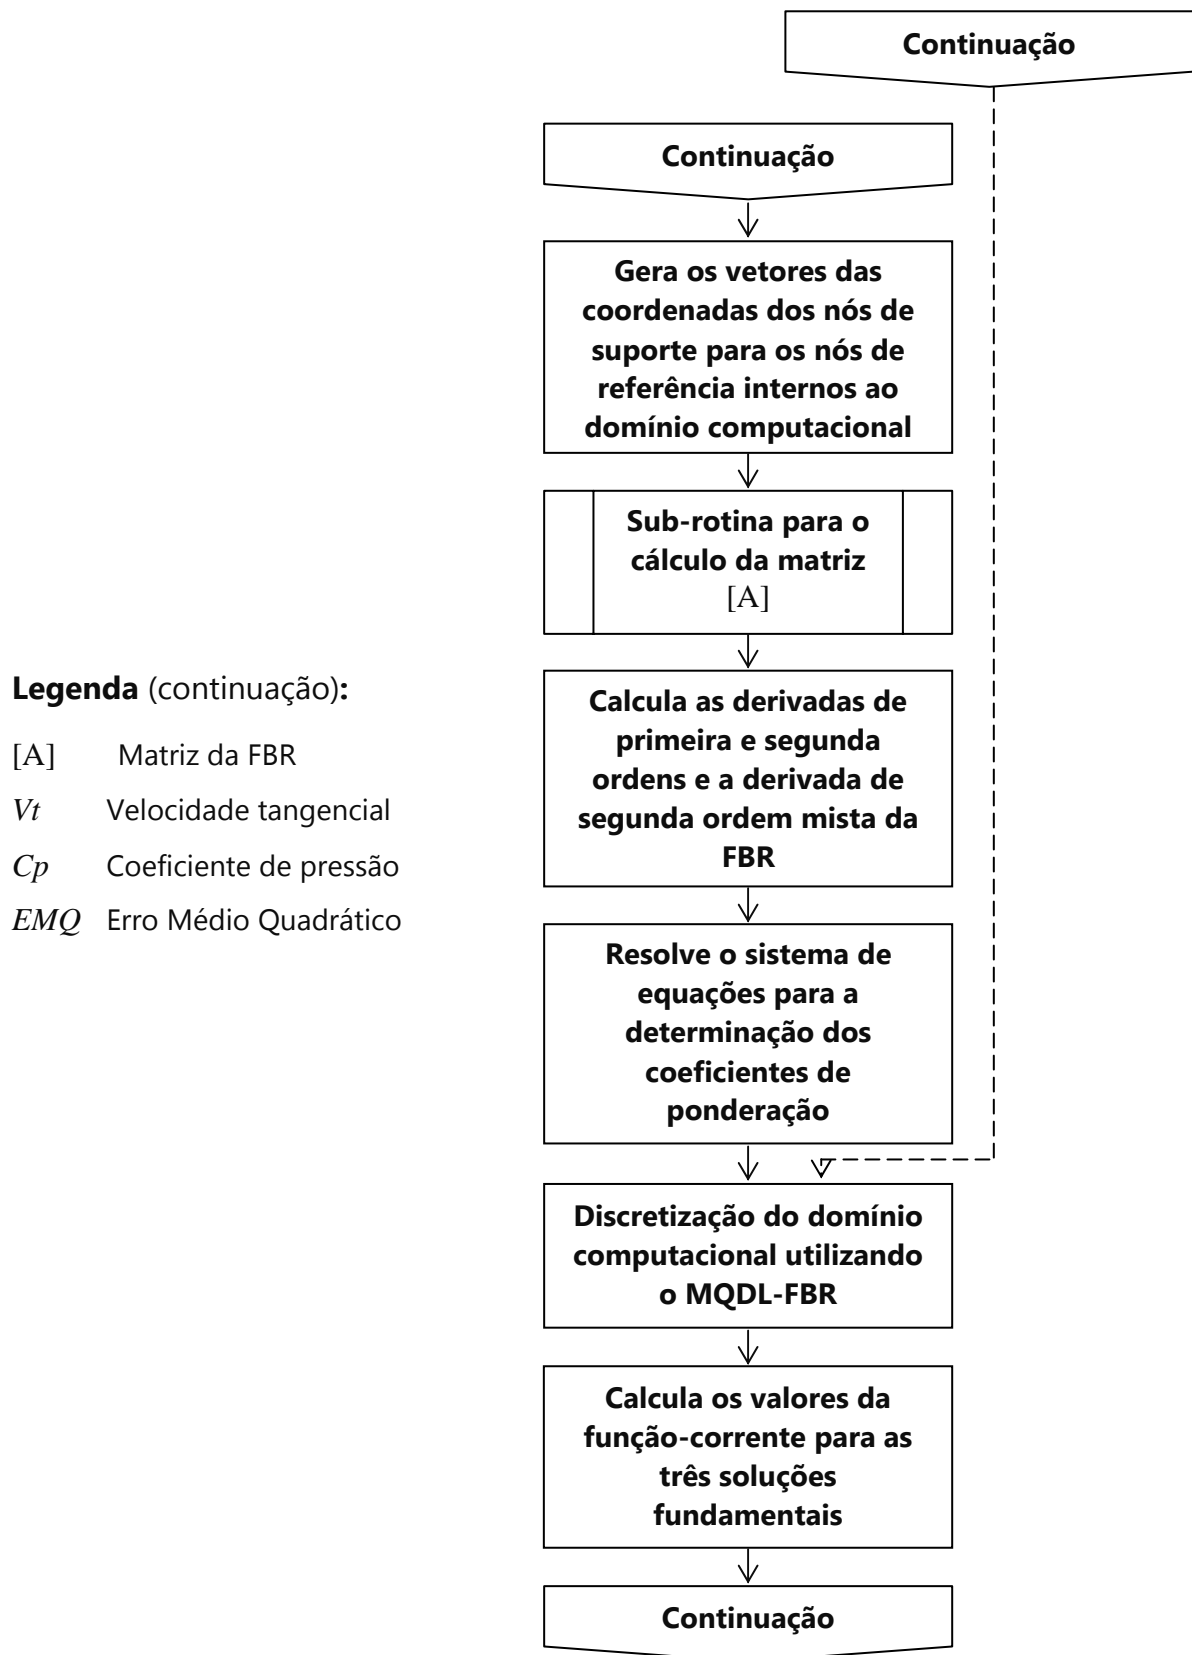 Continuação
Continuação
Gera os vetores das
coordenadas dos nós de
suporte para os nós de
referência internos ao
domínio computacional
Sub-rotina para o
cálculo da matriz
[A]
Legenda (continuação):
[A] Matriz da FBR
Vt Velocidade tangencial
Cp Coeficiente de pressão
EMQ Erro Médio Quadrático
Calcula as derivadas de
primeira e segunda
ordens e a derivada de
segunda ordem mista da
FBR
Resolve o sistema de
equações para a
determinação dos
coeficientes de
ponderação
Discretização do domínio
computacional utilizando
o MQDL-FBR
Calcula os valores da
função-corrente para as
três soluções
fundamentais
Continuação